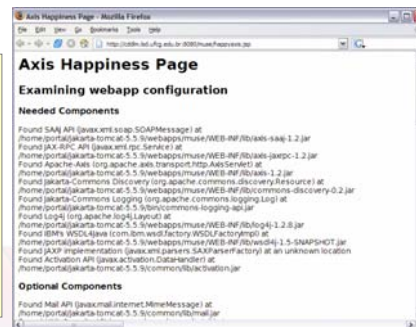 Axis Happiness Page - Mozilla Firefox
File Edit View Go Bookmarks Tools Help
Axis Happiness Page
Examining webapp configuration
Needed Components
Found SAAJ API (javax.xml.soap.SOAPMessage) at
/home/portal/jakarta-tomcat-5.5.9/webapps/muse/WEB-INF/lib/axis-saaj-1.2.jar
Found JAX-RPC API (javax.xml.rpc.Service) at
/home/portal/jakarta-tomcat-5.5.9/webapps/muse/WEB-INF/lib/axis-jaxrpc-1.2.jar
Found Apache-Axis (org.apache.axis.transport.http.AxisServlet) at
/home/portal/jakarta-tomcat-5.5.9/webapps/muse/WEB-INF/lib/axis-1.2.jar
Found Jakarta-Commons Discovery (org.apache.commons.discovery.Resource) at
/home/portal/jakarta-tomcat-5.5.9/webapps/muse/WEB-INF/lib/commons-discovery-0.2.jar
Found Jakarta-Commons Logging (org.apache.commons.logging.Log) at
/home/portal/jakarta-tomcat-5.5.9/bin/commons-logging-api.jar
Found Log4j (org.apache.log4j.Layout) at
/home/portal/jakarta-tomcat-5.5.9/webapps/muse/WEB-INF/lib/log4j-1.2.8.jar
Found IBM's WSDL4Java (com.ibm.wsdl.factory.WSDLFactoryImpl) at
/home/portal/jakarta-tomcat-5.5.9/webapps/muse/WEB-INF/lib/wsdl4j-1.5-SNAPSHOT.jar
Found JAXP implementation (javax.xml.parsers.SAXParserFactory) at an unknown location
Found Activation API (javax.activation.DataHandler) at
/home/portal/jakarta-tomcat-5.5.9/common/lib/activation.jar
Optional Components
Found Mail API (javax.mail.internet.MimeMessage) at
/home/portal/jakarta-tomcat-5.5.9/common/lib/mail.jar